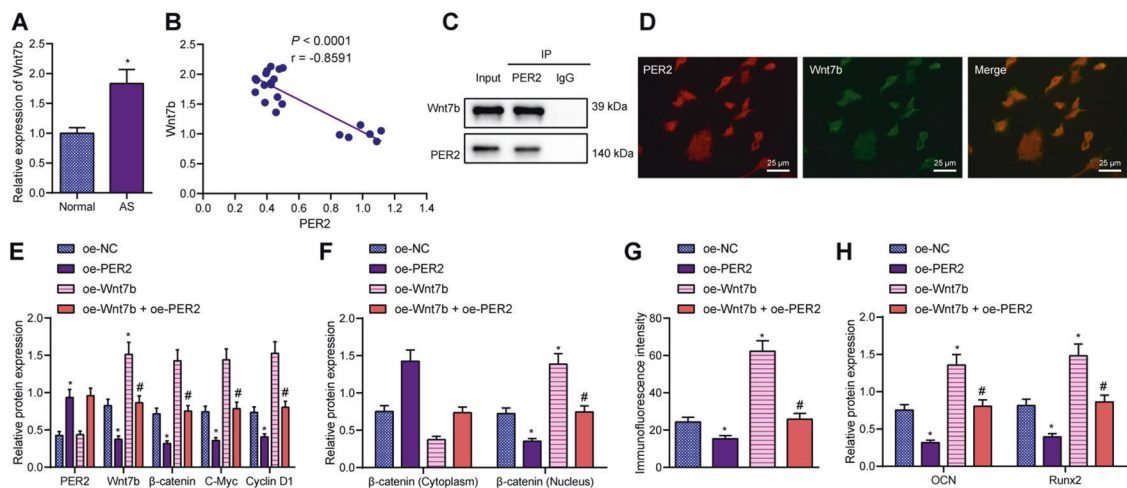 A
Relative expression of Wnt7b
2.5
2.0
1.5
1.0
0.5
0.0
*
Normal
AS
B
P < 0.0001
r = -0.8591
Wnt7b
2.5
2.0
1.5
1.0
0.5
0.0
0.0 0.2 0.4 0.6 0.8 1.0 1.2 1.4
PER2
C
IP
Input PER2 IgG
Wnt7b
39 kDa
PER2
140 kDa
D
PER2
25 μm
Wnt7b
25 μm
Merge
25 μm
E
oe-NC
oe-PER2
oe-Wnt7b
oe-Wnt7b + oe-PER2
Relative protein expression
2.0
1.5
1.0
0.5
0.0
*
* * #
* #
* #
* #
PER2 Wnt7b β-catenin C-Myc Cyclin D1
F
oe-NC
oe-PER2
oe-Wnt7b
oe-Wnt7b + oe-PER2
Relative protein expression
2.0
1.5
1.0
0.5
0.0
* * #
β-catenin (Cytoplasm) β-catenin (Nucleus)
G
oe-NC
oe-PER2
oe-Wnt7b
oe-Wnt7b + oe-PER2
Immunofluorescence intensity
80
60
40
20
0
* * #
H
oe-NC
oe-PER2
oe-Wnt7b
oe-Wnt7b + oe-PER2
Relative protein expression
2.0
1.5
1.0
0.5
0.0
* * #
* * #
OCN Runx2